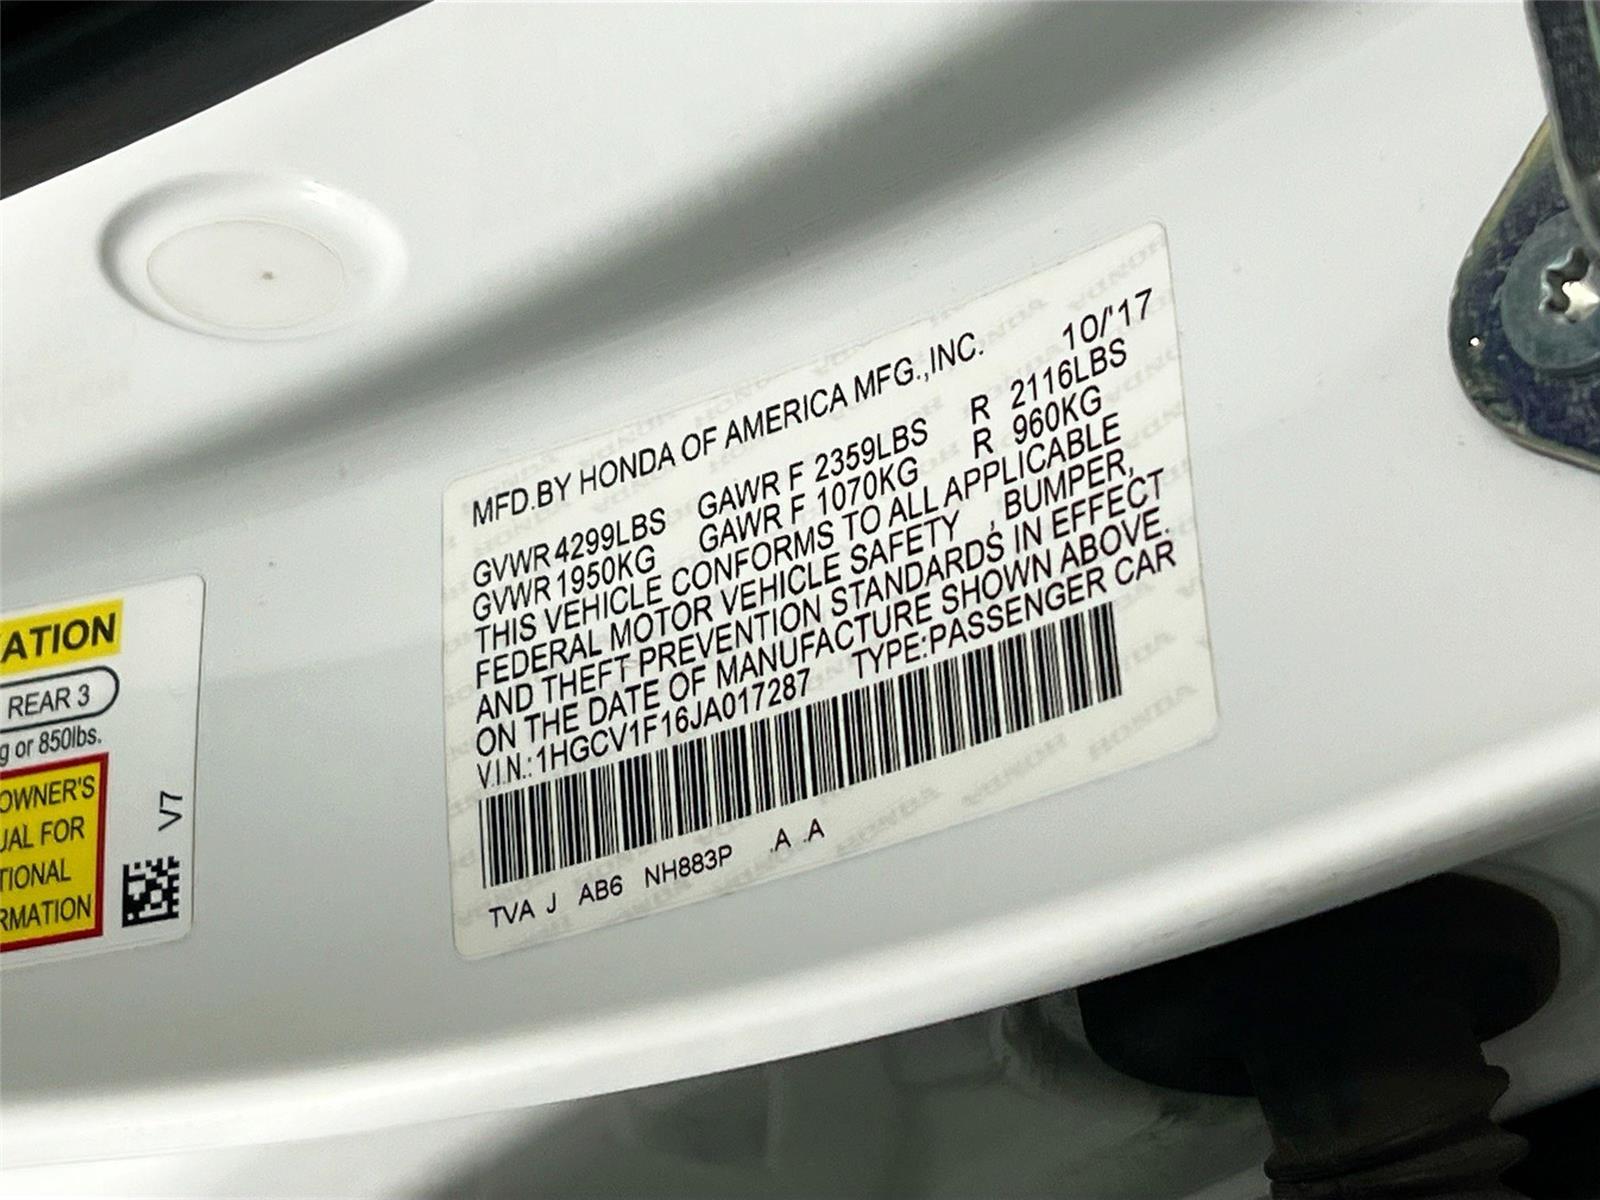 MFD.BY HONDA OF AMERICA MFG.,INC. 10/'17
GVWR 4299LBS GAWR F 2359LBS R 2116LBS
GVWR 1950KG GAWR F 1070KG R 960KG
THIS VEHICLE CONFORMS TO ALL APPLICABLE
FEDERAL MOTOR VEHICLE SAFETY , BUMPER,
AND THEFT PREVENTION STANDARDS IN EFFECT
ON THE DATE OF MANUFACTURE SHOWN ABOVE.
V.I.N.: 1HGCV1F16JA017287 TYPE:PASSENGER CAR
TVA J AB6 NH883P .A .A
ATION
REAR 3
g or 850lbs.
OWNER'S
UAL FOR
TIONAL
RMATION
V7
HONDA